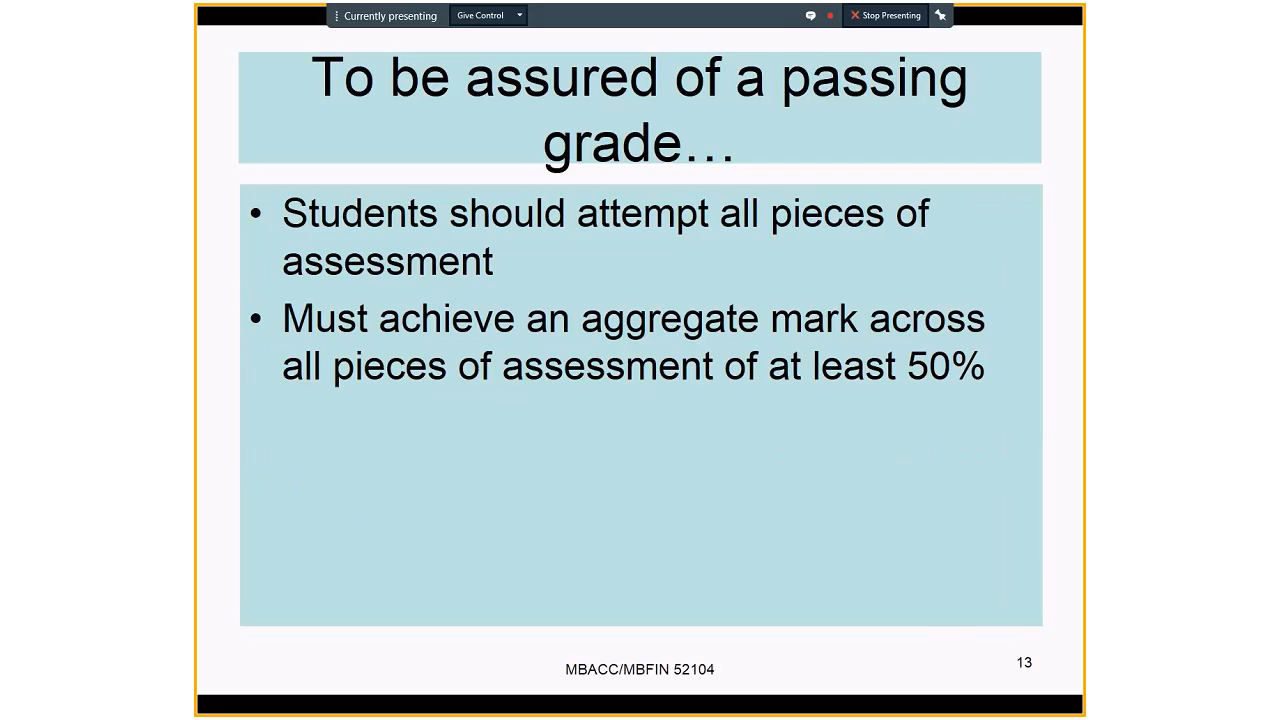 Currently presenting Give Control Stop Presenting
To be assured of a passing
grade…
• Students should attempt all pieces of
assessment
• Must achieve an aggregate mark across
all pieces of assessment of at least 50%
MBACC/MBFIN 52104
13